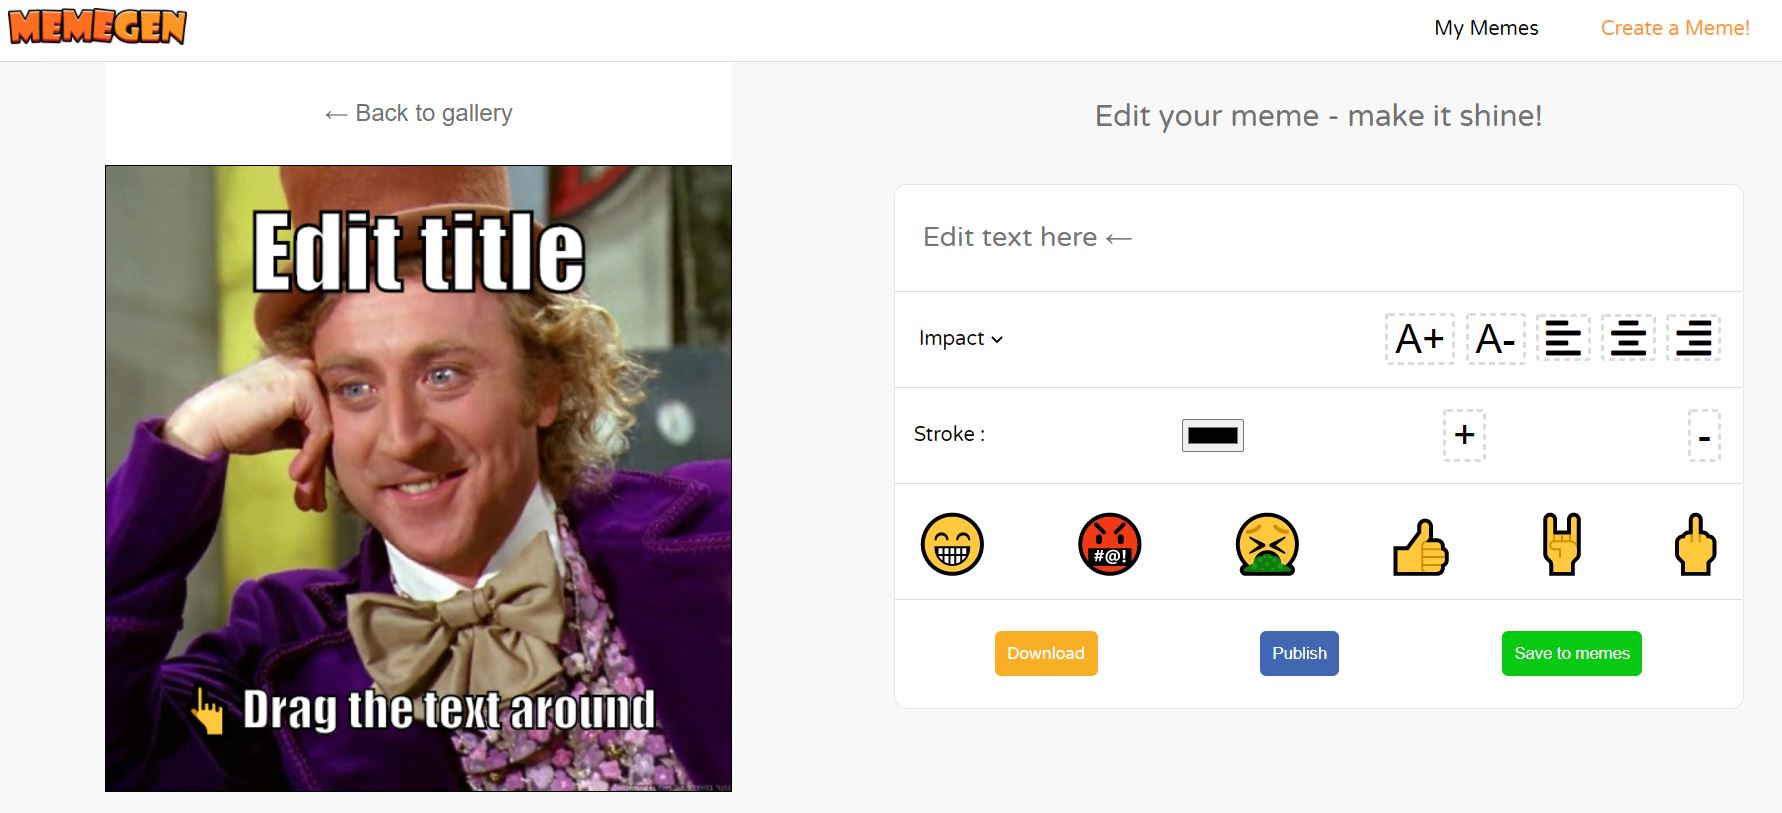 MEMEGEN
My Memes
Create a Meme!
← Back to gallery
Edit your meme - make it shine!
Edit title
Drag the text around
Edit text here ←
Impact
A+
A-
Stroke :
+
-
#@!
Download
Publish
Save to memes